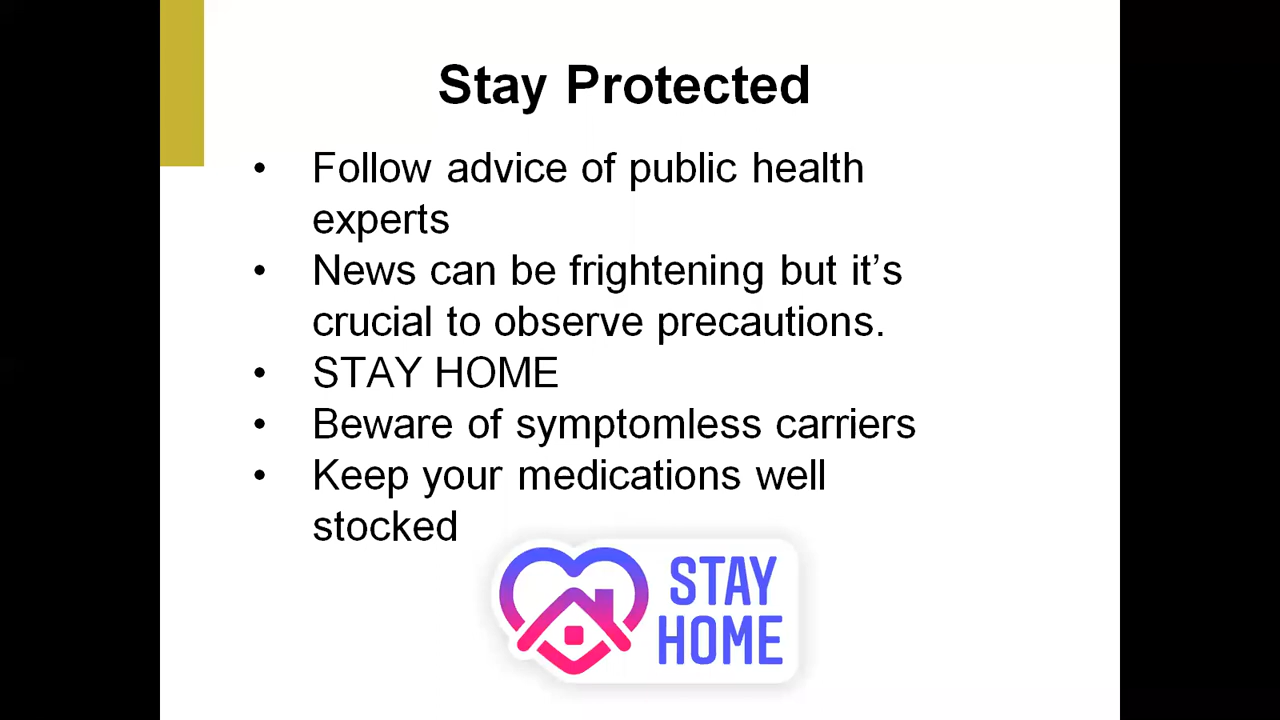 Stay Protected
• Follow advice of public health
experts
• News can be frightening but it’s
crucial to observe precautions.
• STAY HOME
• Beware of symptomless carriers
• Keep your medications well
stocked
STAY
HOME